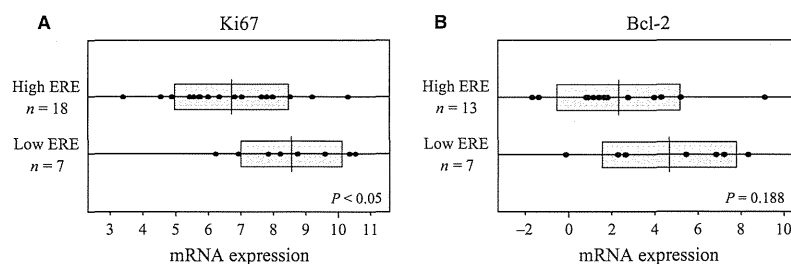 A
Ki67
High ERE
n = 18
Low ERE
n = 7
P < 0.05
3 4 5 6 7 8 9 10 11
mRNA expression
B
Bcl-2
High ERE
n = 13
Low ERE
n = 7
P = 0.188
−2 0 2 4 6 8 10
mRNA expression